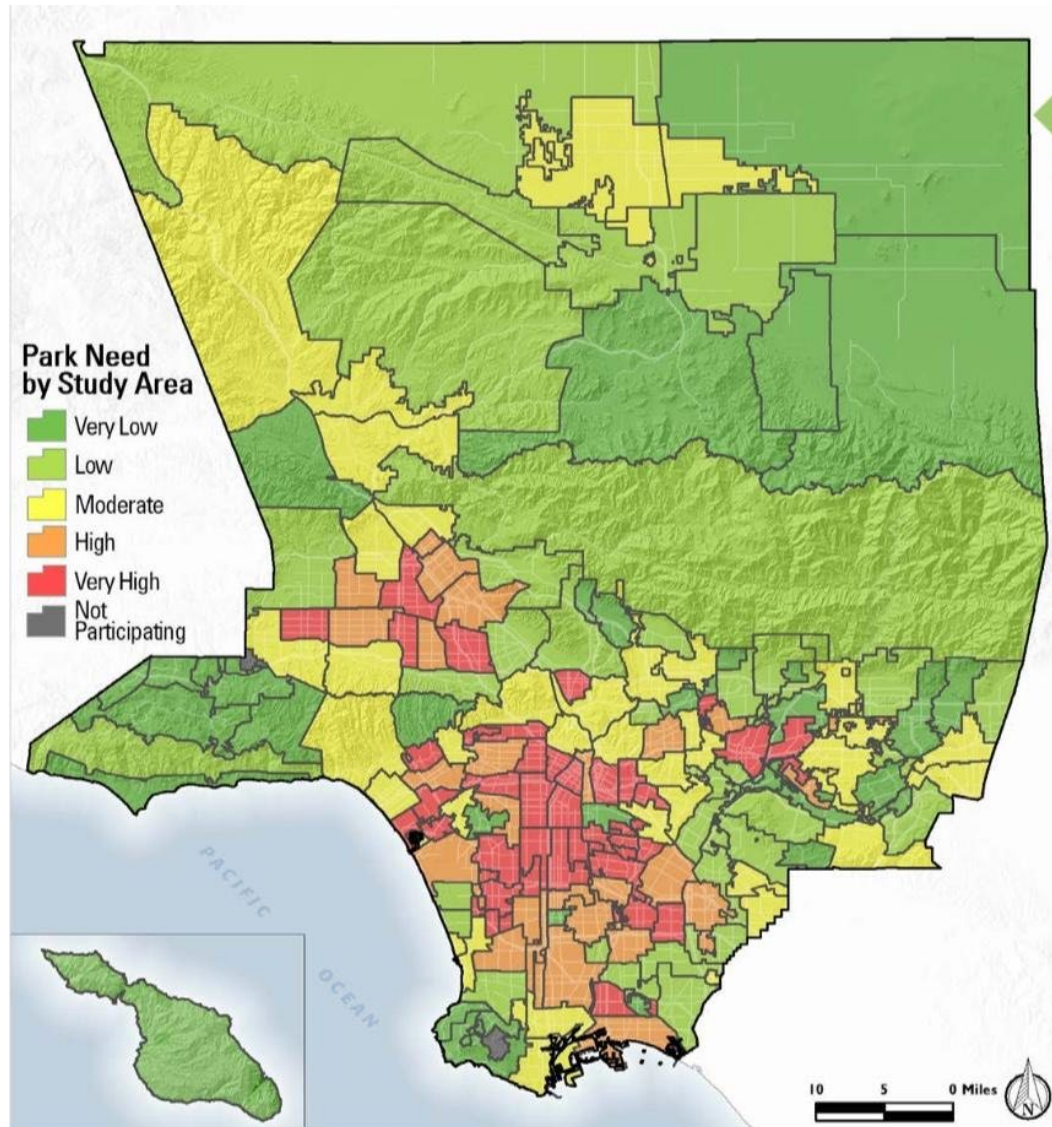 Park Need
by Study Area
Very Low
Low
Moderate
High
Very High
Not
Participating
PACIFIC
OCEAN
10 5 0 Miles
N